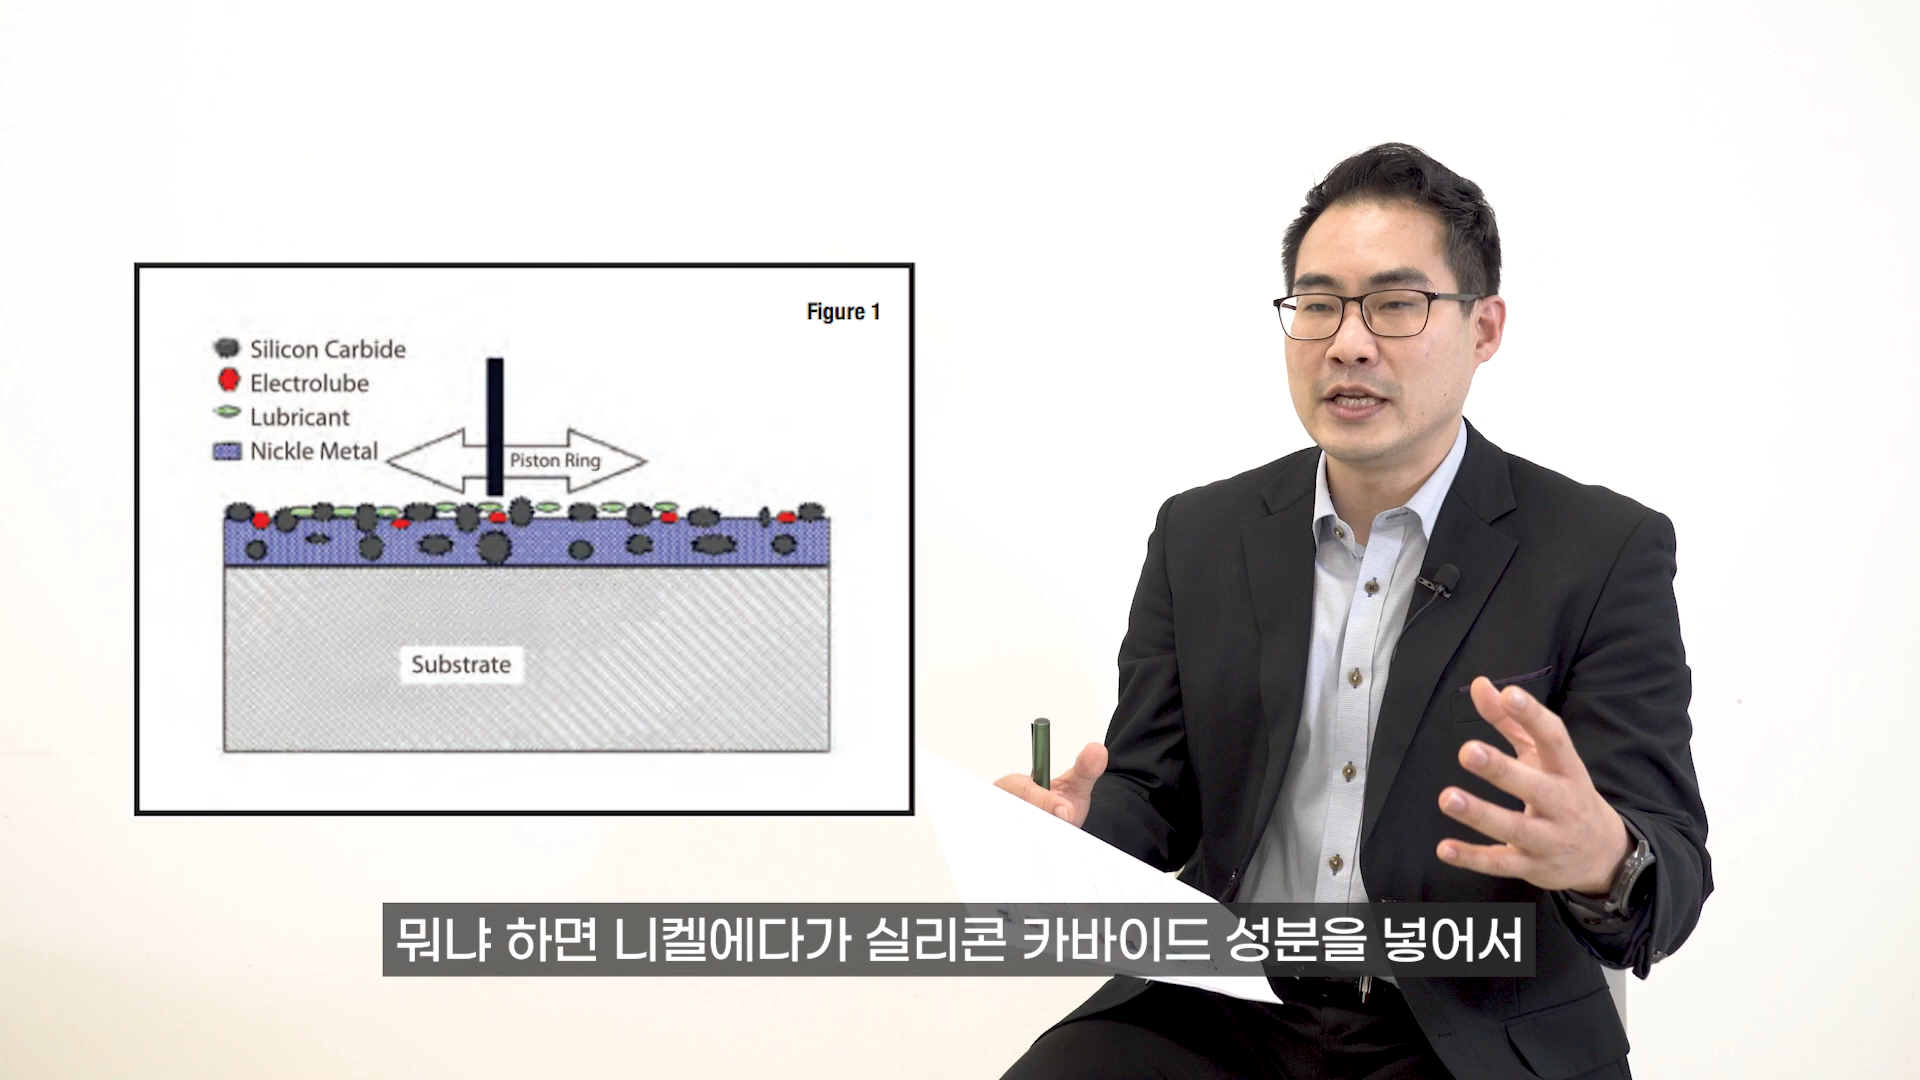 Figure 1
Silicon Carbide
Electrolube
Lubricant
Nickle Metal
Piston Ring
Substrate
뭐냐 하면 니켈에다가 실리콘 카바이드 성분을 넣어서